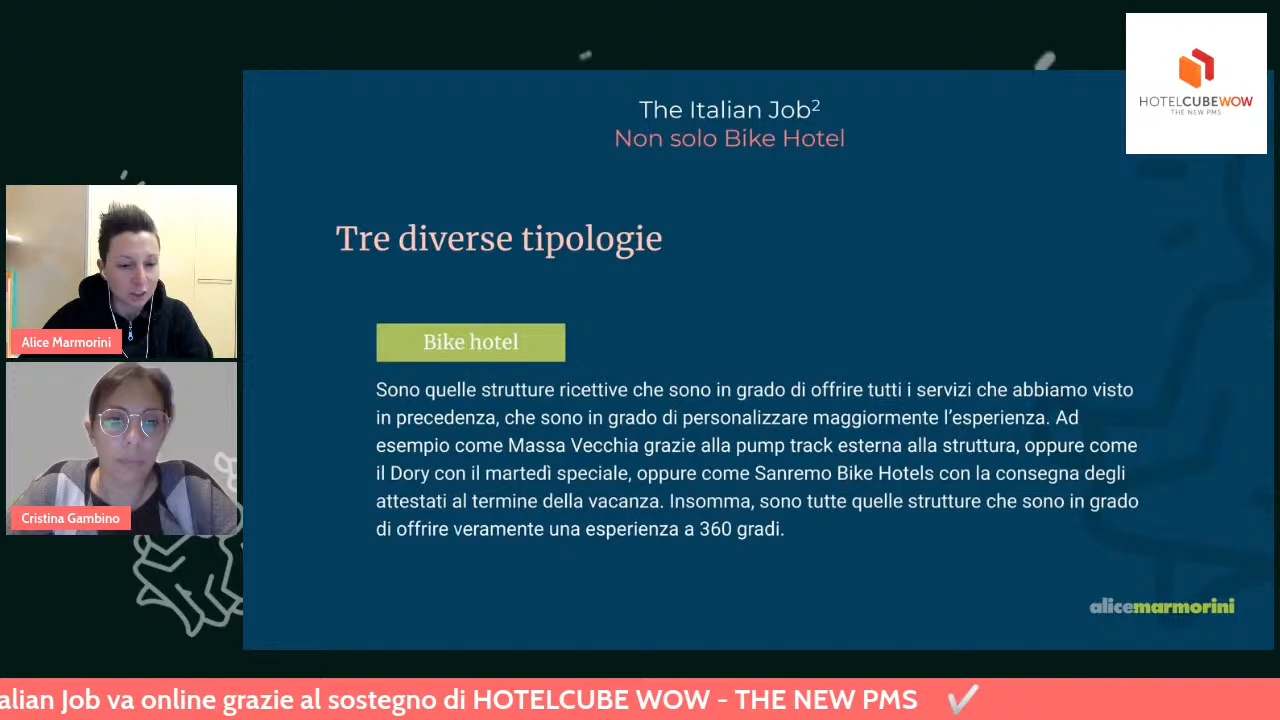 The Italian Job²
Non solo Bike Hotel
HOTELCUBEWOW
THE NEW PMS
Tre diverse tipologie
Alice Marmorini
Bike hotel
Sono quelle strutture ricettive che sono in grado di offrire tutti i servizi che abbiamo visto
in precedenza, che sono in grado di personalizzare maggiormente l’esperienza. Ad
esempio come Massa Vecchia grazie alla pump track esterna alla struttura, oppure come
il Dory con il martedì speciale, oppure come Sanremo Bike Hotels con la consegna degli
attestati al termine della vacanza. Insomma, sono tutte quelle strutture che sono in grado
di offrire veramente una esperienza a 360 gradi.
Cristina Gambino
alicemarmorini
alian Job va online grazie al sostegno di HOTELCUBE WOW - THE NEW PMS ✔